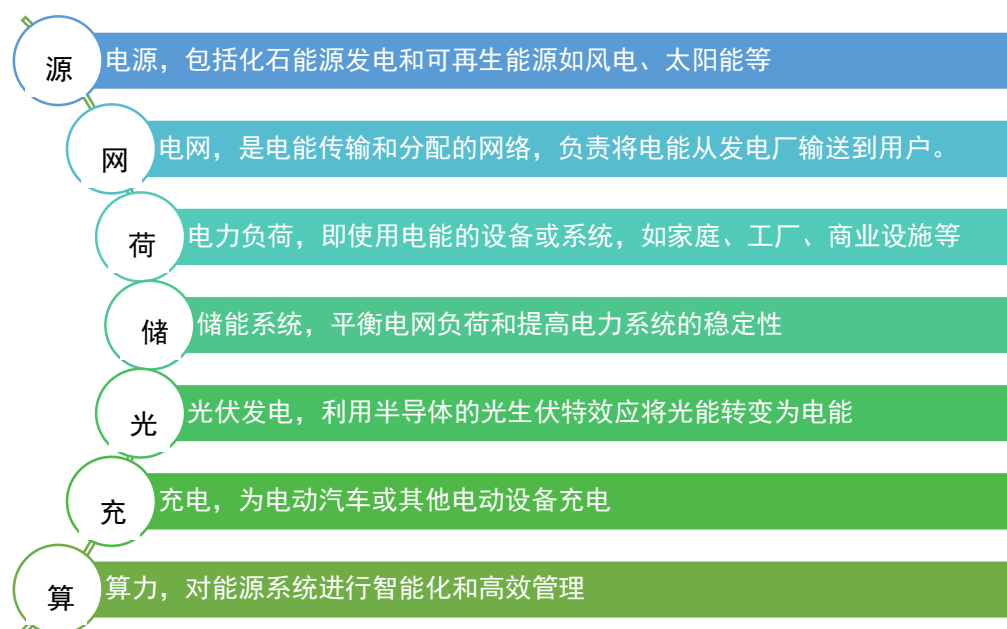 源
电源，包括化石能源发电和可再生能源如风电、太阳能等
网
电网，是电能传输和分配的网络，负责将电能从发电厂输送到用户。
荷
电力负荷，即使用电能的设备或系统，如家庭、工厂、商业设施等
储
储能系统，平衡电网负荷和提高电力系统的稳定性
光
光伏发电，利用半导体的光生伏特效应将光能转变为电能
充
充电，为电动汽车或其他电动设备充电
算
算力，对能源系统进行智能化和高效管理